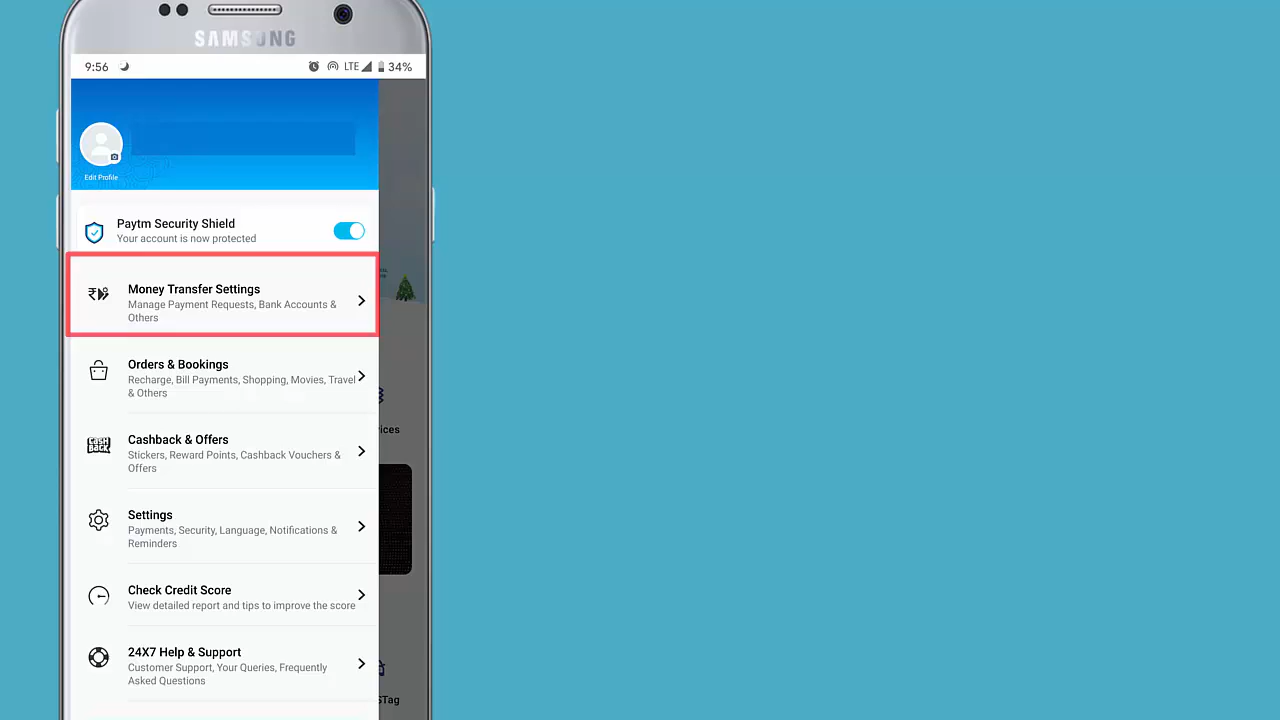 SAMSUNG
9:56
LTE
34%
Edit Profile
Paytm Security Shield
Your account is now protected
Money Transfer Settings
Manage Payment Requests, Bank Accounts &
Others
Orders & Bookings
Recharge, Bill Payments, Shopping, Movies, Travel
& Others
vices
Cashback & Offers
CASH
BACK
Stickers, Reward Points, Cashback Vouchers &
Offers
Settings
Payments, Security, Language, Notifications &
Reminders
Check Credit Score
View detailed report and tips to improve the score
24X7 Help & Support
Customer Support, Your Queries, Frequently
Asked Questions
STag